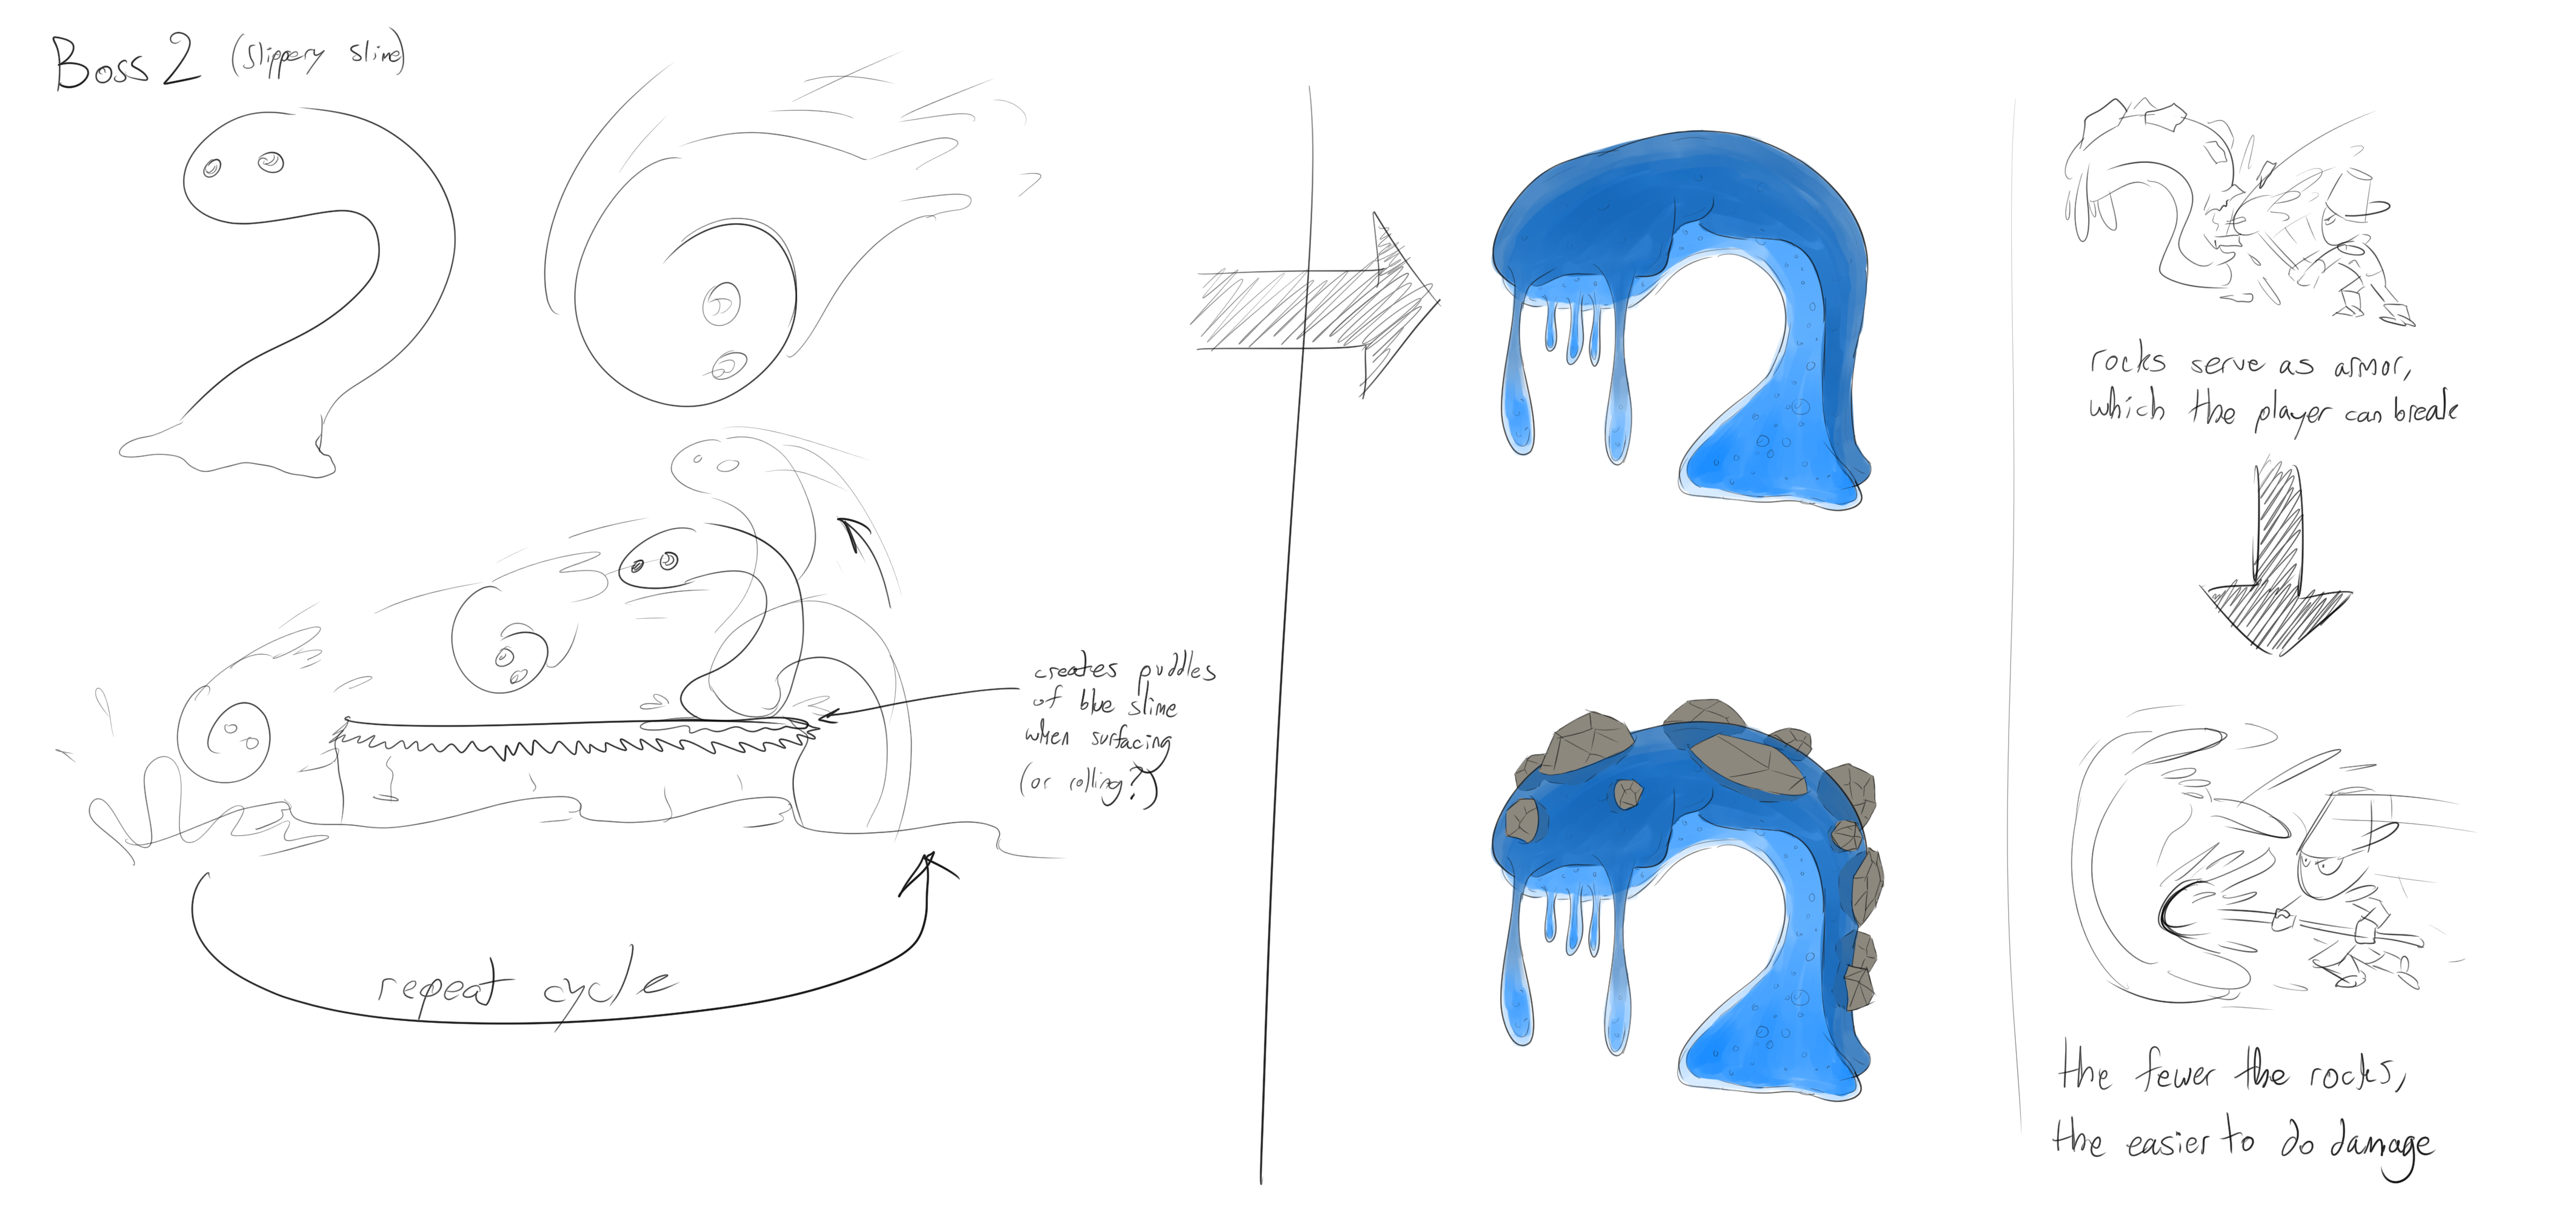 Boss 2 (slippery slime)
creates puddles
of blue slime
when surfacing
(or rolling?)
repeat cycle
rocks serve as armor,
which the player can break
the fewer the rocks,
the easier to do damage